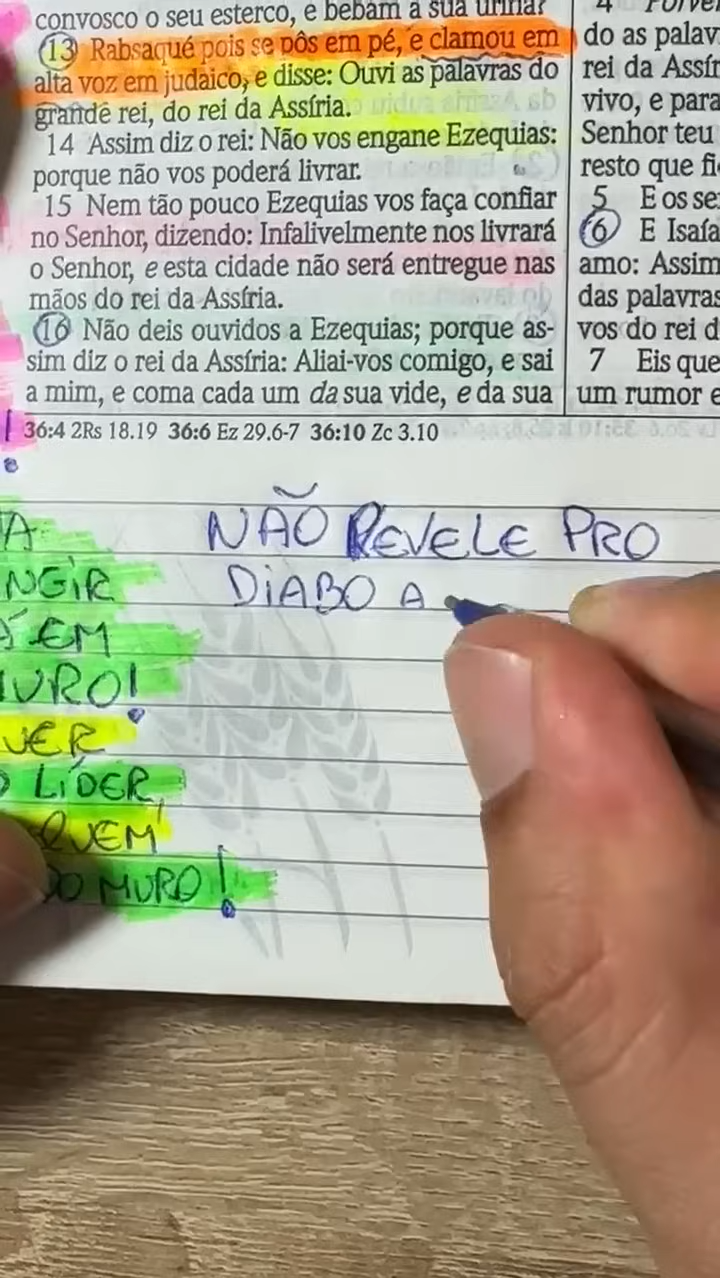 convosco o seu esterco, e bebam a sua urina?
13 Rabsaqué pois se pôs em pé, e clamou em
alta voz em judaico, e disse: Ouvi as palavras do
grande rei, do rei da Assíria.
14 Assim diz o rei: Não vos engane Ezequias:
porque não vos poderá livrar.
15 Nem tão pouco Ezequias vos faça confiar
no Senhor, dizendo: Infalivelmente nos livrará
o Senhor, e esta cidade não será entregue nas
mãos do rei da Assíria.
16 Não deis ouvidos a Ezequias; porque as-
sim diz o rei da Assíria: Aliai-vos comigo, e sai
a mim, e coma cada um da sua vide, e da sua
36:4 2Rs 18.19 36:6 Ez 29.6-7 36:10 Zc 3.10
4
do as palav
rei da Assír
vivo, e para
Senhor teu
resto que fi
5 E os se
6 E Isaía
amo: Assim
das palavras
vos do rei d
7 Eis que
um rumor e
A
NGIR
EM
URO!
VER
O LÍDER,
DO MURO!
NÃO REVELE PRO
DIABO A